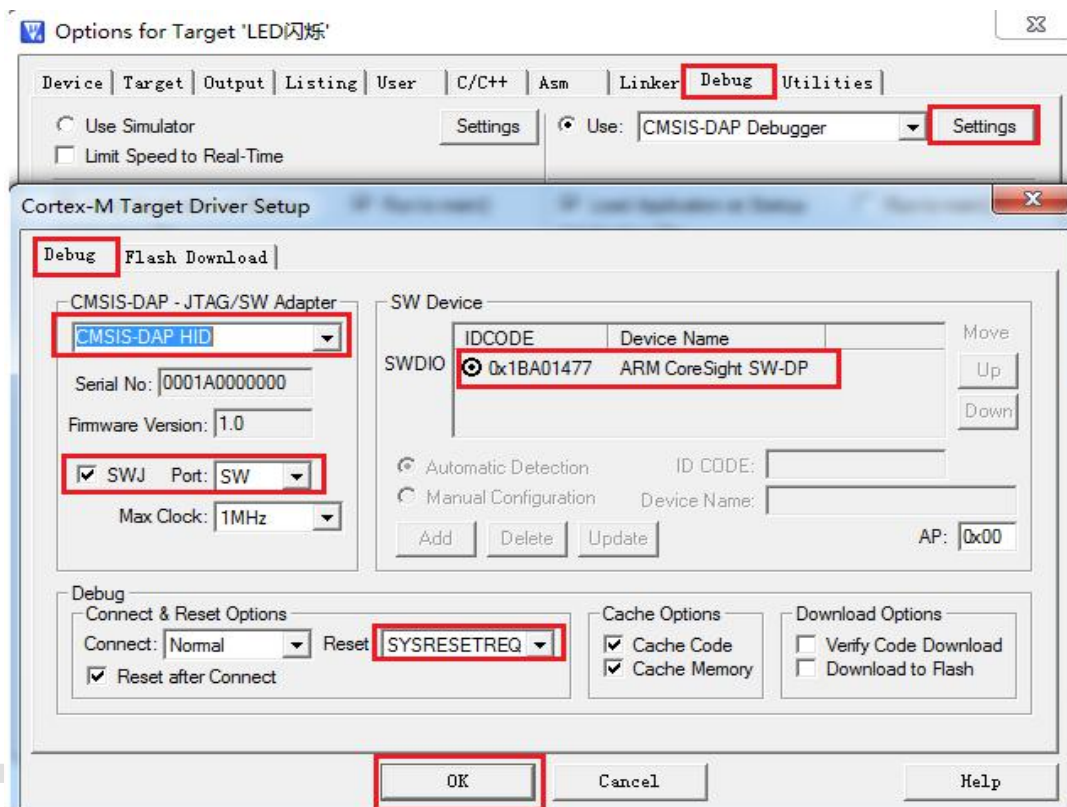 Options for Target 'LED闪烁'
Device Target Output Listing User C/C++ Asm Linker Debug Utilities
Use Simulator Settings Use: CMSIS-DAP Debugger Settings
Limit Speed to Real-Time
Cortex-M Target Driver Setup
Debug Flash Download
CMSIS-DAP - JTAG/SW Adapter SW Device
CMSIS-DAP HID IDCODE Device Name Move
SWDIO 0x1BA01477 ARM CoreSight SW-DP Up
Serial No: 0001A0000000
Firmware Version: 1.0 Down
SWJ Port: SW Automatic Detection ID CODE:
Manual Configuration Device Name:
Max Clock: 1MHz Add Delete Update AP: 0x00
Debug
Connect & Reset Options Cache Options Download Options
Connect: Normal Reset SYSRESETREQ Cache Code Verify Code Download
Reset after Connect Cache Memory Download to Flash
OK Cancel Help